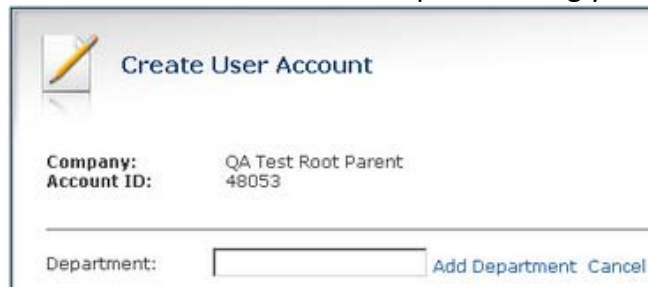 Create User Account
Company: QA Test Root Parent
Account ID: 48053
Department: Add Department Cancel